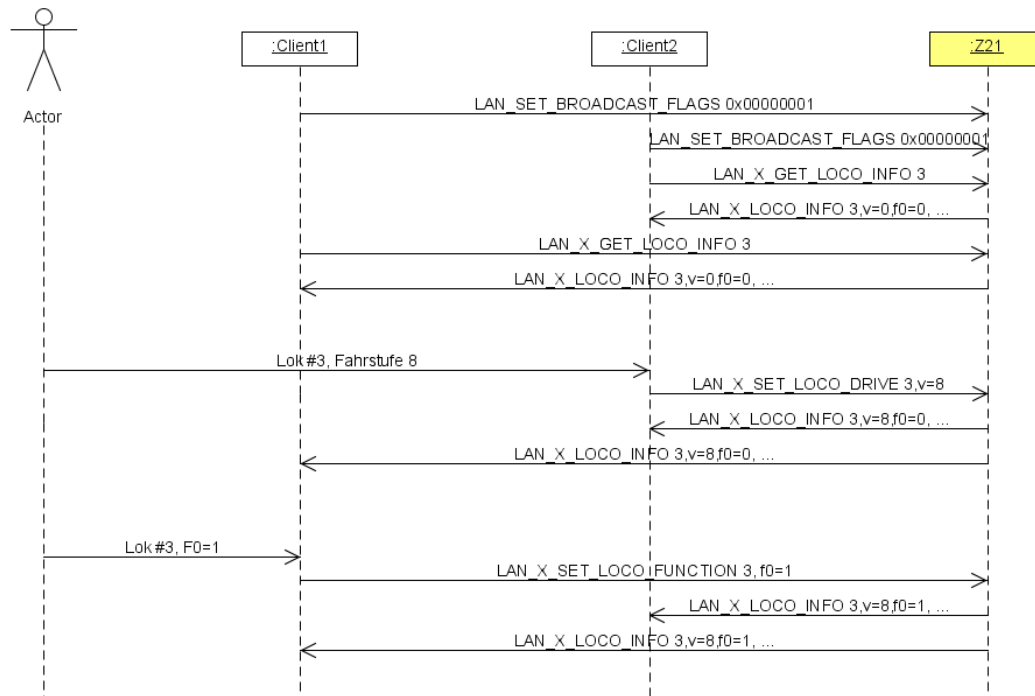 :Client1
:Client2
:Z21
Actor
LAN_SET_BROADCAST_FLAGS 0x00000001
LAN_SET_BROADCAST_FLAGS 0x00000001
LAN_X_GET_LOCO_INFO 3
LAN_X_LOCO_INFO 3,v=0,f0=0, ...
LAN_X_GET_LOCO_INFO 3
LAN_X_LOCO_INFO 3,v=0,f0=0, ...
Lok #3, Fahrstufe 8
LAN_X_SET_LOCO_DRIVE 3,v=8
LAN_X_LOCO_INFO 3,v=8,f0=0, ...
LAN_X_LOCO_INFO 3,v=8,f0=0, ...
Lok #3, F0=1
LAN_X_SET_LOCO_FUNCTION 3, f0=1
LAN_X_LOCO_INFO 3,v=8,f0=1, ...
LAN_X_LOCO_INFO 3,v=8,f0=1, ...